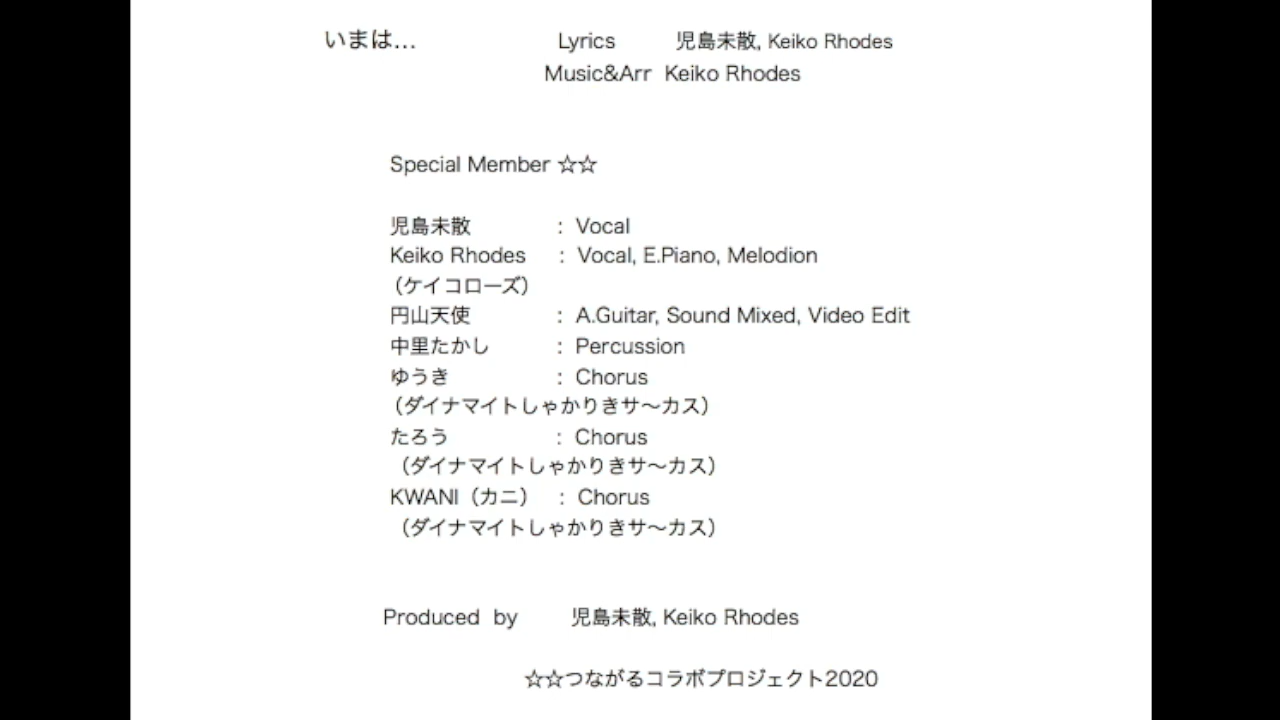 いまは… Lyrics 児島未散, Keiko Rhodes
Music&Arr Keiko Rhodes
Special Member ☆☆
児島未散 : Vocal
Keiko Rhodes : Vocal, E.Piano, Melodion
（ケイコローズ）
円山天使 : A.Guitar, Sound Mixed, Video Edit
中里たかし : Percussion
ゆうき : Chorus
（ダイナマイトしゃかりきサ〜カス）
たろう : Chorus
（ダイナマイトしゃかりきサ〜カス）
KWANI（カニ） : Chorus
（ダイナマイトしゃかりきサ〜カス）
Produced by 児島未散, Keiko Rhodes
☆☆つながるコラボプロジェクト2020